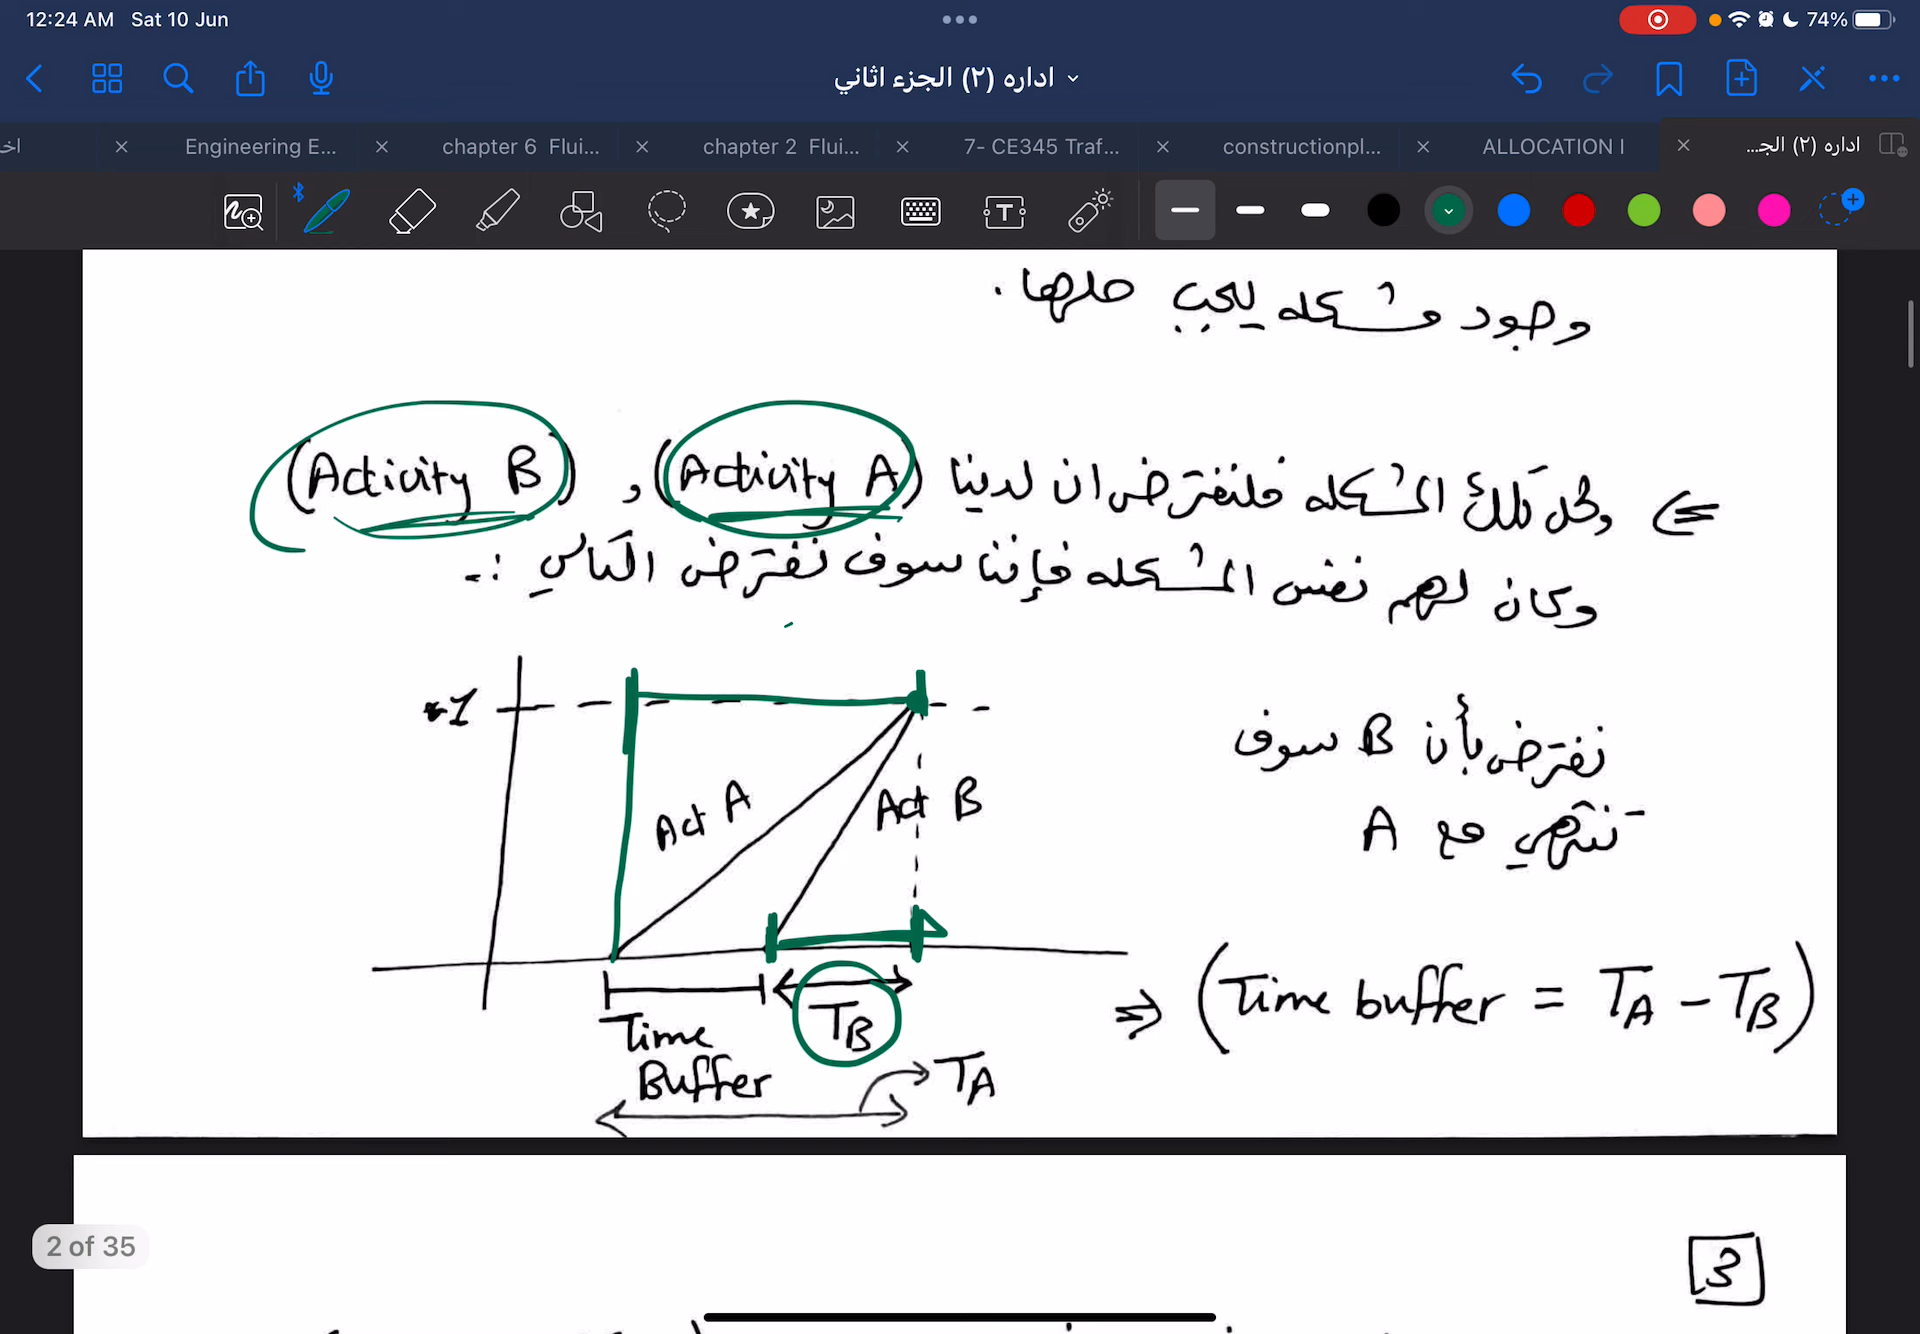 12:24 AM Sat 10 Jun
74%
اداره (٢) الجزء اثاني
اخ
Engineering E...
chapter 6 Flui...
chapter 2 Flui...
7- CE345 Traf...
constructionpl...
ALLOCATION I
اداره (٢) الجـ...
وجود مشكله يجب حلها.
ولحل تلك المشكله فلنفترض ان لدينا (Activity A) , (Activity B)
وكان لهم نفس المشكله فإننا سوف نفترض التالي :-
1
Act A
Act B
نفترض بأن B سوف
تنتهي مع A
Time Buffer
TB
TA
⇒ (Time buffer = TA - TB)
2 of 35
3